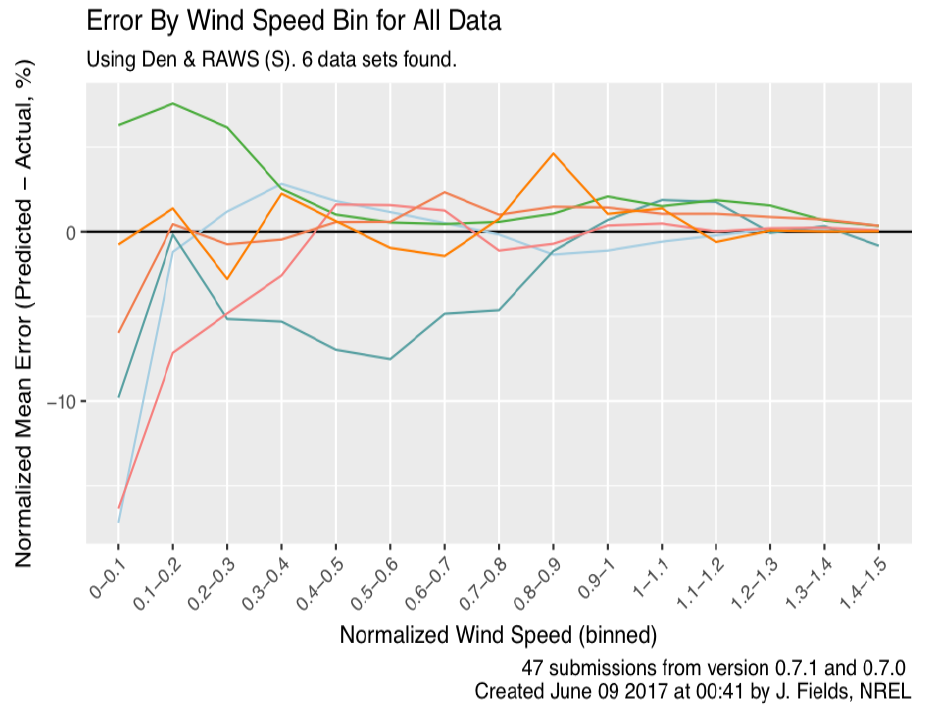 Error By Wind Speed Bin for All Data
Using Den & RAWS (S). 6 data sets found.
Normalized Mean Error (Predicted − Actual, %)
0
−10
0−0.1
0.1−0.2
0.2−0.3
0.3−0.4
0.4−0.5
0.5−0.6
0.6−0.7
0.7−0.8
0.8−0.9
0.9−1
1−1.1
1.1−1.2
1.2−1.3
1.3−1.4
1.4−1.5
Normalized Wind Speed (binned)
47 submissions from version 0.7.1 and 0.7.0
Created June 09 2017 at 00:41 by J. Fields, NREL